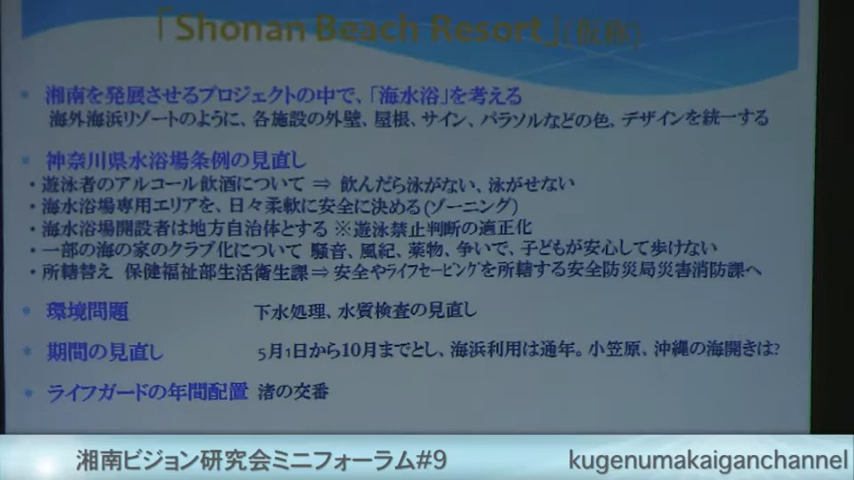 「Shonan Beach Resort」(仮称)
・ 湘南を発展させるプロジェクトの中で、「海水浴」を考える
海外海浜リゾートのように、各施設の外壁、屋根、サイン、パラソルなどの色、デザインを統一する
・ 神奈川県水浴場条例の見直し
・遊泳者のアルコール飲酒について ⇒ 飲んだら泳がない、泳がせない
・海水浴場専用エリアを、日々柔軟に安全に決める(ゾーニング)
・海水浴場開設者は地方自治体とする ※遊泳禁止判断の適正化
・一部の海の家のクラブ化について 騒音、風紀、薬物、争いで、子どもが安心して歩けない
・所轄替え 保健福祉部生活衛生課⇒安全やライフセービングを所轄する安全防災局災害消防課へ
・ 環境問題 下水処理、水質検査の見直し
・ 期間の見直し 5月1日から10月までとし、海浜利用は通年。小笠原、沖縄の海開きは?
・ ライフガードの年間配置 渚の交番
湘南ビジョン研究会ミニフォーラム#9 kugenumakaiganchannel